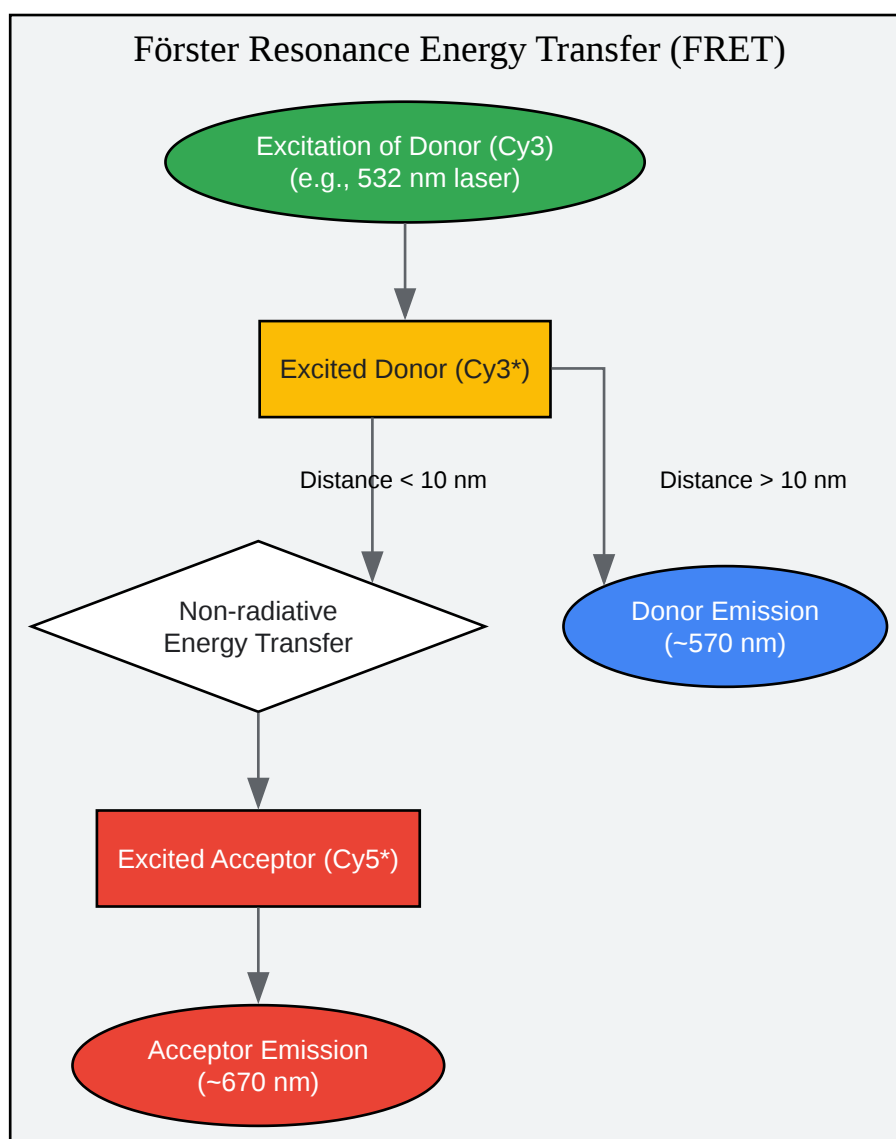 Förster Resonance Energy Transfer (FRET)
Excitation of Donor (Cy3)
(e.g., 532 nm laser)
Excited Donor (Cy3*)
Distance < 10 nm
Distance > 10 nm
Non-radiative
Energy Transfer
Donor Emission
(~570 nm)
Excited Acceptor (Cy5*)
Acceptor Emission
(~670 nm)